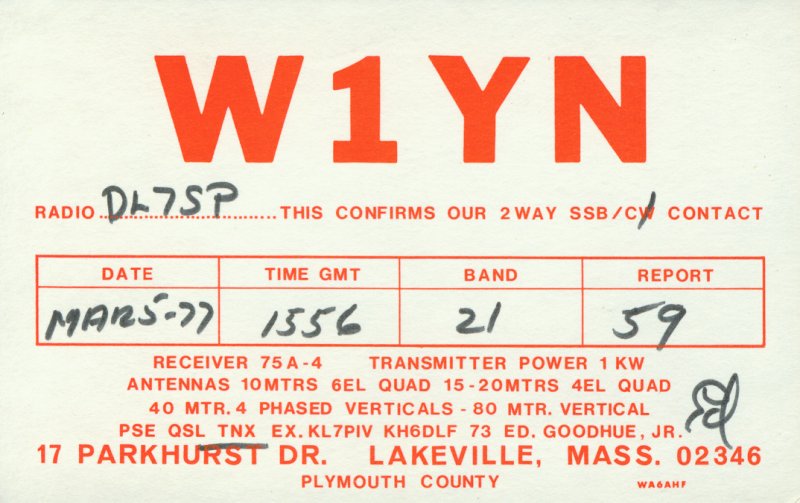 W1YN
RADIO DL7SP THIS CONFIRMS OUR 2WAY SSB/CW CONTACT
DATE TIME GMT BAND REPORT
MAR5-77 1556 21 59
RECEIVER 75A-4 TRANSMITTER POWER 1 KW
ANTENNAS 10MTRS 6EL QUAD 15-20MTRS 4EL QUAD
40 MTR. 4 PHASED VERTICALS - 80 MTR. VERTICAL
PSE QSL TNX EX. KL7PIV KH6DLF 73 ED. GOODHUE, JR. Ed
17 PARKHURST DR. LAKEVILLE, MASS. 02346
PLYMOUTH COUNTY WA6AHF